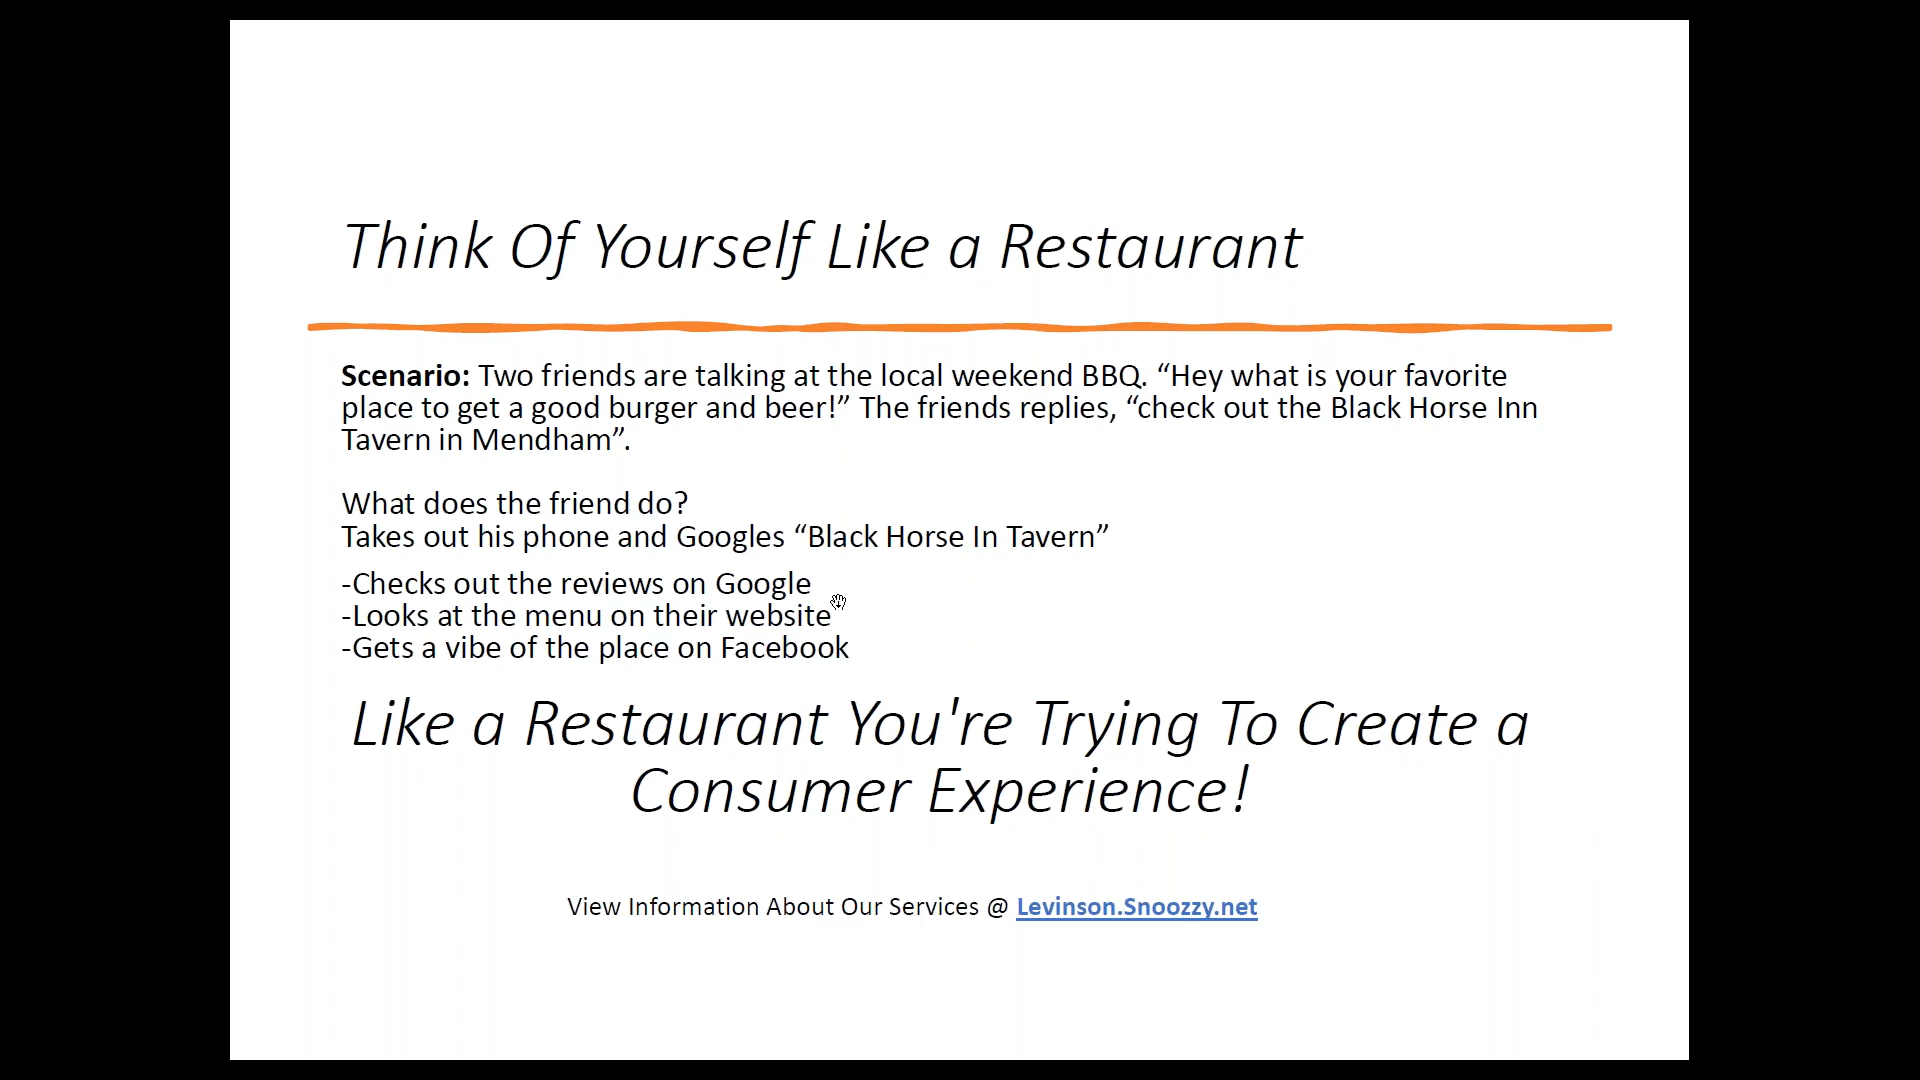 Think Of Yourself Like a Restaurant
Scenario: Two friends are talking at the local weekend BBQ. “Hey what is your favorite
place to get a good burger and beer!” The friends replies, “check out the Black Horse Inn
Tavern in Mendham”.
What does the friend do?
Takes out his phone and Googles “Black Horse In Tavern”
-Checks out the reviews on Google
-Looks at the menu on their website
-Gets a vibe of the place on Facebook
Like a Restaurant You're Trying To Create a
Consumer Experience!
View Information About Our Services @ Levinson.Snoozzy.net